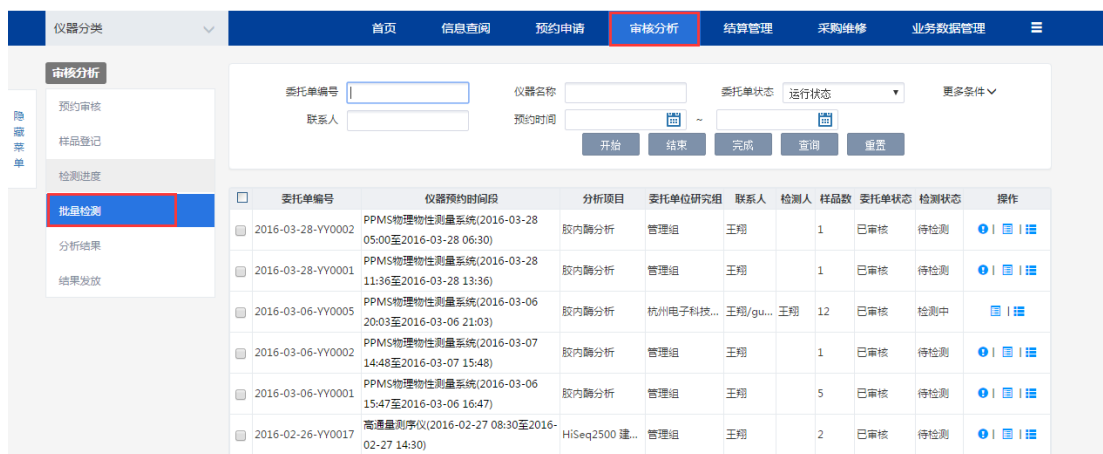 仪器分类 首页 信息查阅 预约申请 审核分析 结算管理 采购维修 业务数据管理
隐藏菜单
审核分析
预约审核
样品登记
检测进度
批量检测
分析结果
结果发放
委托单编号 仪器名称 委托单状态 运行状态 更多条件
联系人 预约时间 ~
开始 结束 完成 查询 重置
委托单编号 仪器预约时间段 分析项目 委托单位研究组 联系人 检测人 样品数 委托单状态 检测状态 操作
2016-03-28-YY0002 PPMS物理物性测量系统(2016-03-28 05:00至2016-03-28 06:30) 胶内酶分析 管理组 王翔 1 已审核 待检测
2016-03-28-YY0001 PPMS物理物性测量系统(2016-03-28 11:36至2016-03-28 13:36) 胶内酶分析 管理组 王翔 1 已审核 待检测
2016-03-06-YY0005 PPMS物理物性测量系统(2016-03-06 20:03至2016-03-06 21:03) 胶内酶分析 杭州电子科技... 王翔/gu... 王翔 12 已审核 检测中
2016-03-06-YY0002 PPMS物理物性测量系统(2016-03-07 14:48至2016-03-07 15:48) 胶内酶分析 管理组 王翔 1 已审核 待检测
2016-03-06-YY0001 PPMS物理物性测量系统(2016-03-06 15:47至2016-03-06 16:47) 胶内酶分析 管理组 王翔 5 已审核 待检测
2016-02-26-YY0017 高通量测序仪(2016-02-27 08:30至2016-02-27 14:30) HiSeq2500 建... 管理组 王翔 2 已审核 待检测